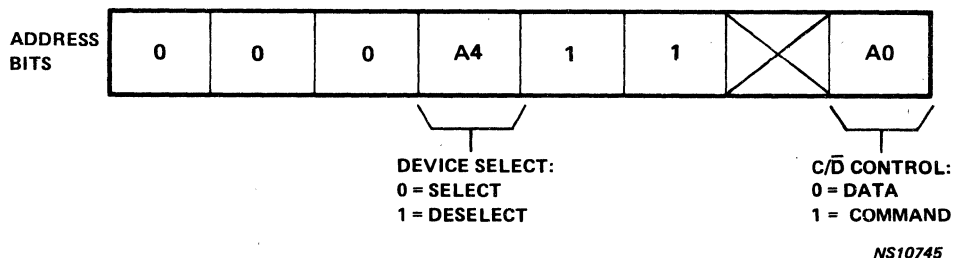 ADDRESS BITS
0 0 0 A4 1 1 A0
DEVICE SELECT:
0 = SELECT
1 = DESELECT
C/D̅ CONTROL:
0 = DATA
1 = COMMAND
NS10745